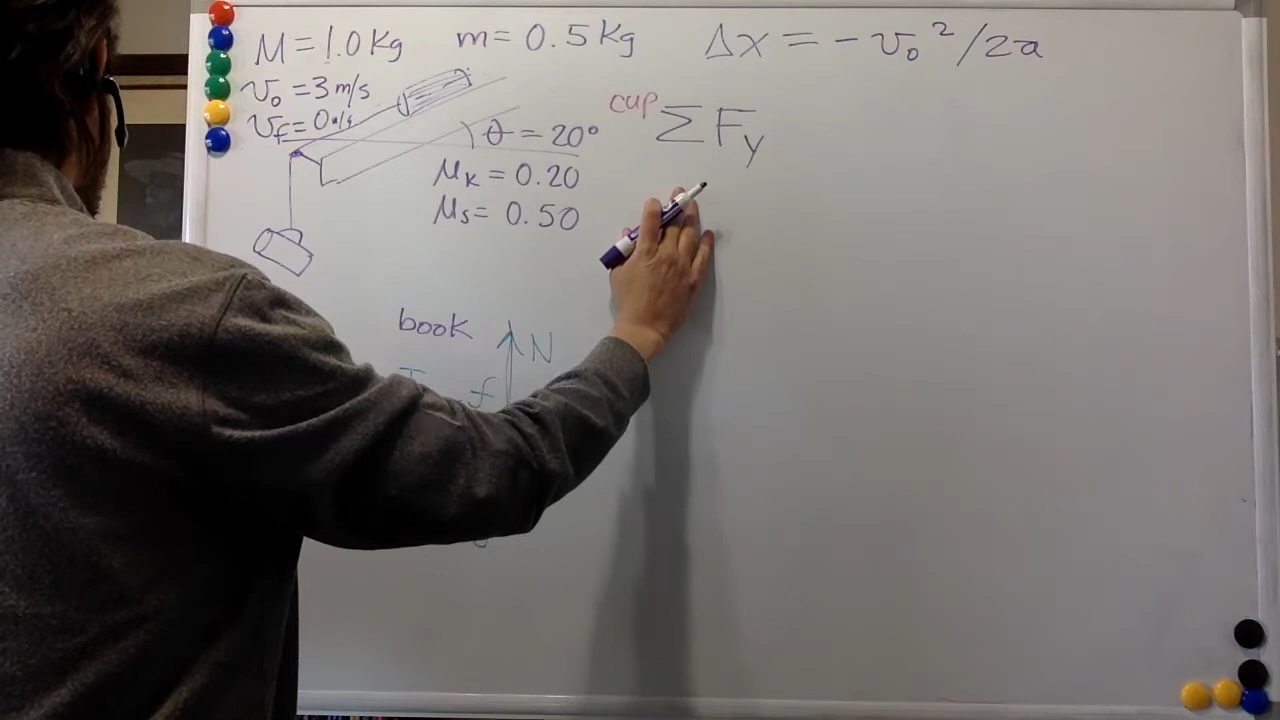 M = 1.0 Kg m = 0.5 Kg Δx = -v₀²/2a
v₀ = 3 m/s
v_f = 0 m/s
θ = 20°
μ_K = 0.20
μ_S = 0.50
cup ΣF_y
book
N
T f